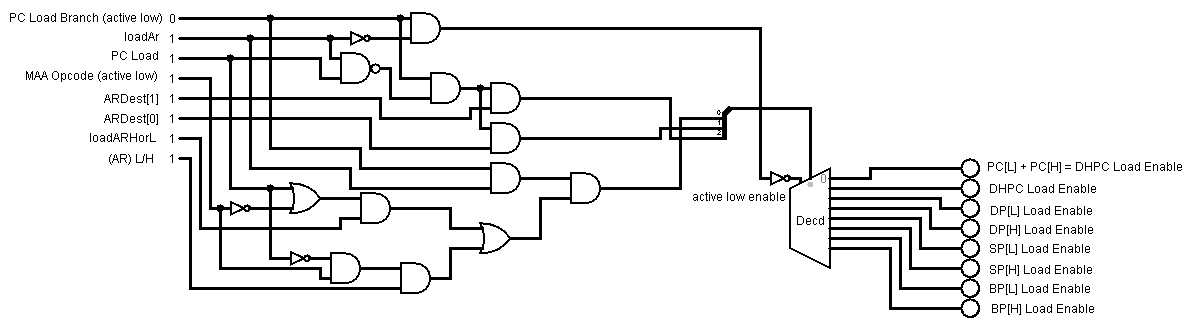 PC Load Branch (active low) 0
loadAr 1
PC Load 1
MAA Opcode (active low) 1
ARDest[1] 1
ARDest[0] 1
loadARHorL 1
(AR) L/H 1
0
1
2
active low enable
0
Decd
PC[L] + PC[H] = DHPC Load Enable
DHPC Load Enable
DP[L] Load Enable
DP[H] Load Enable
SP[L] Load Enable
SP[H] Load Enable
BP[L] Load Enable
BP[H] Load Enable